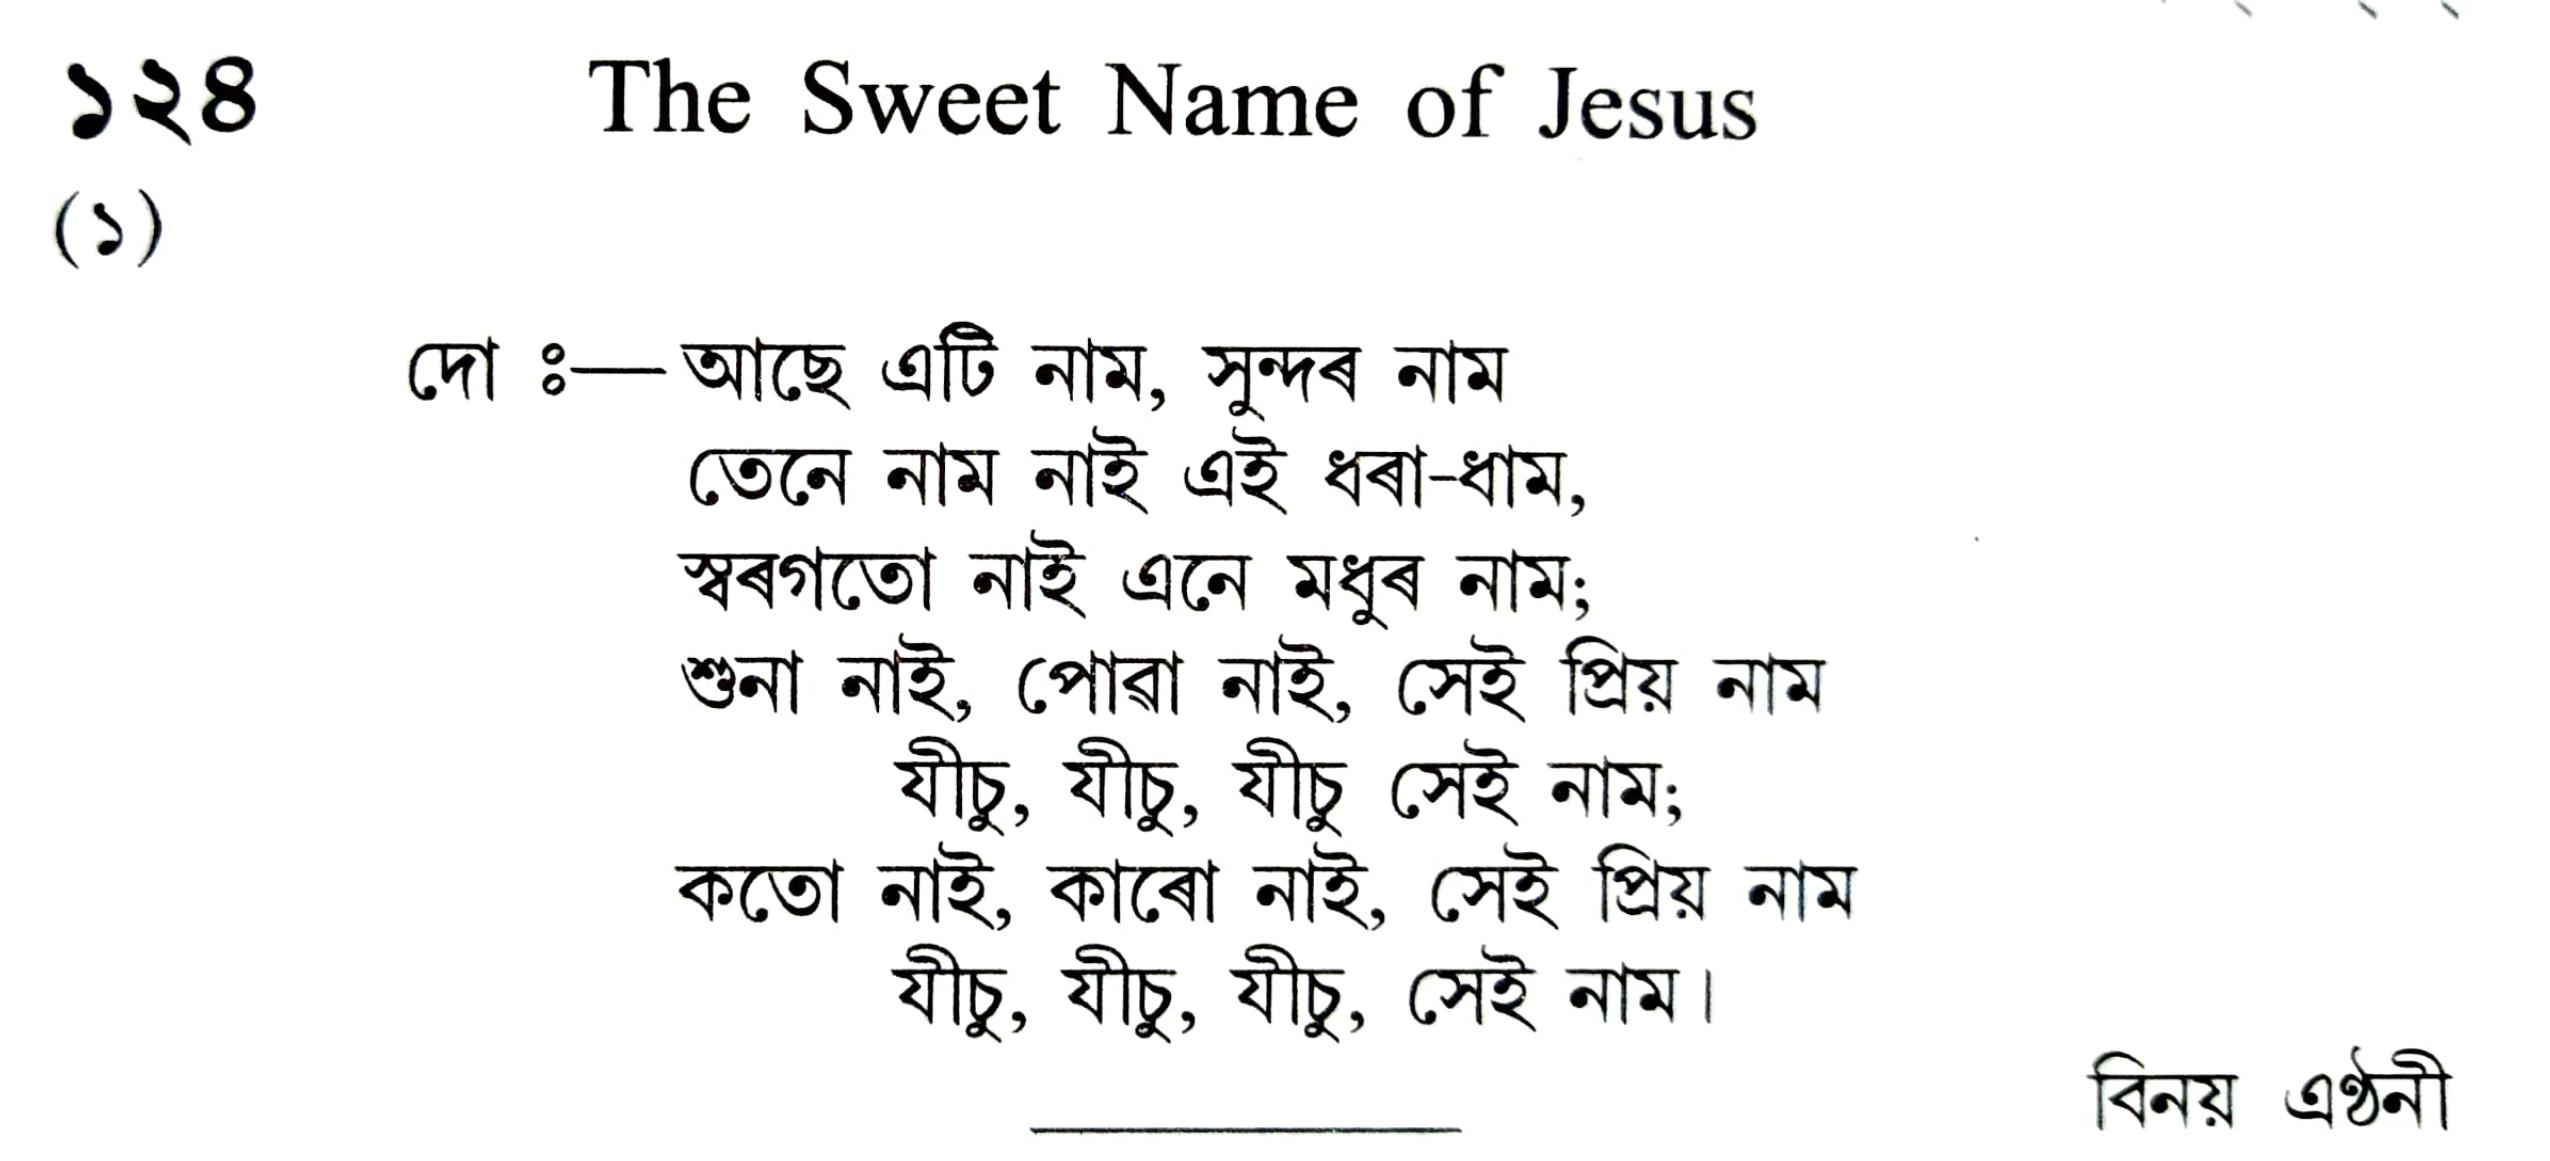 ১২৪ The Sweet Name of Jesus
(১)
দো ঃ— আছে এটি নাম, সুন্দৰ নাম
তেনে নাম নাই এই ধৰা-ধাম,
স্বৰগতো নাই এনে মধুৰ নাম;
শুনা নাই, পোৱা নাই, সেই প্ৰিয় নাম
যীচু, যীচু, যীচু সেই নাম;
কতো নাই, কাৰো নাই, সেই প্ৰিয় নাম
যীচু, যীচু, যীচু, সেই নাম।
বিনয় এণ্ঠনী